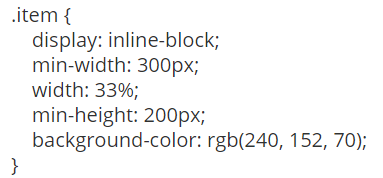 .item {
    display: inline-block;
    min-width: 300px;
    width: 33%;
    min-height: 200px;
    background-color: rgb(240, 152, 70);
}